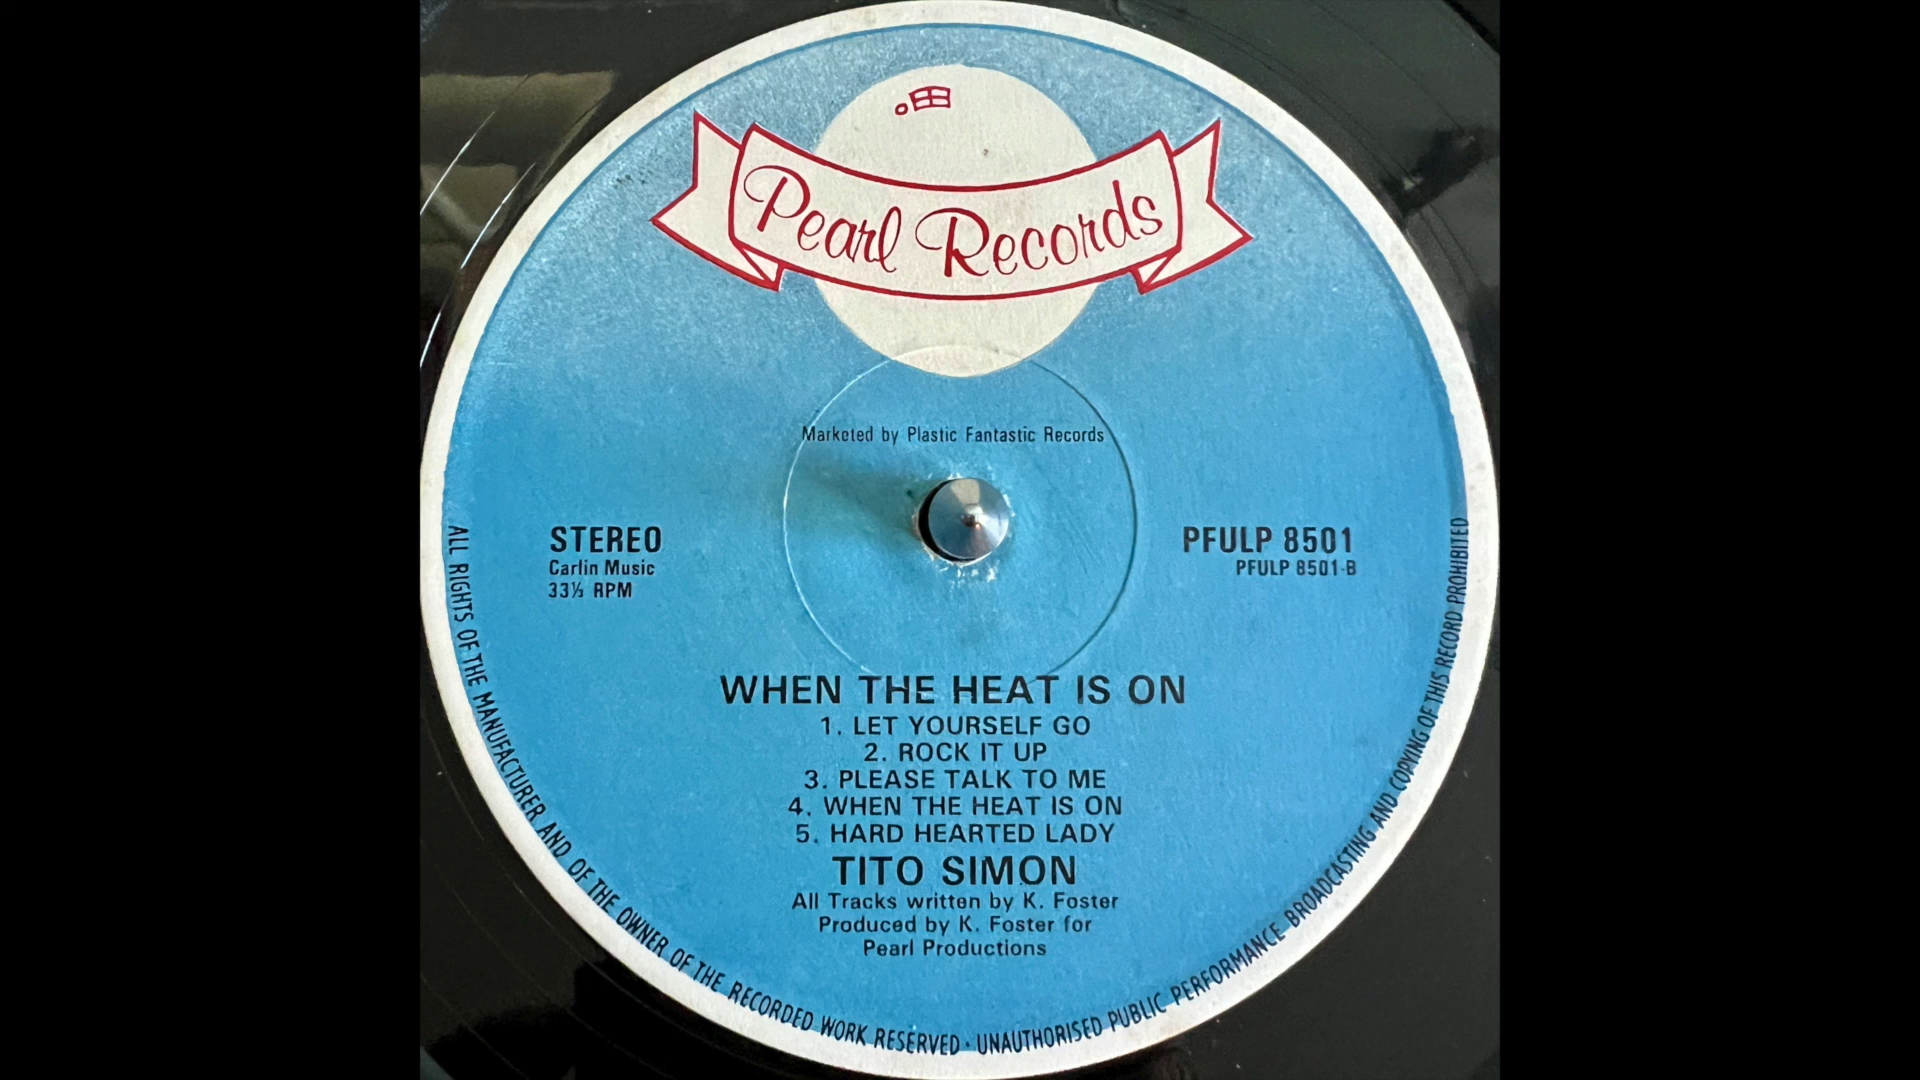 Pearl Records
Marketed by Plastic Fantastic Records
STEREO
Carlin Music
33⅓ RPM
PFULP 8501
PFULP 8501-B
WHEN THE HEAT IS ON
1. LET YOURSELF GO
2. ROCK IT UP
3. PLEASE TALK TO ME
4. WHEN THE HEAT IS ON
5. HARD HEARTED LADY
TITO SIMON
All Tracks written by K. Foster
Produced by K. Foster for
Pearl Productions
ALL RIGHTS OF THE MANUFACTURER AND OF THE OWNER OF THE RECORDED WORK RESERVED · UNAUTHORISED PUBLIC PERFORMANCE BROADCASTING AND COPYING OF THIS RECORD PROHIBITED